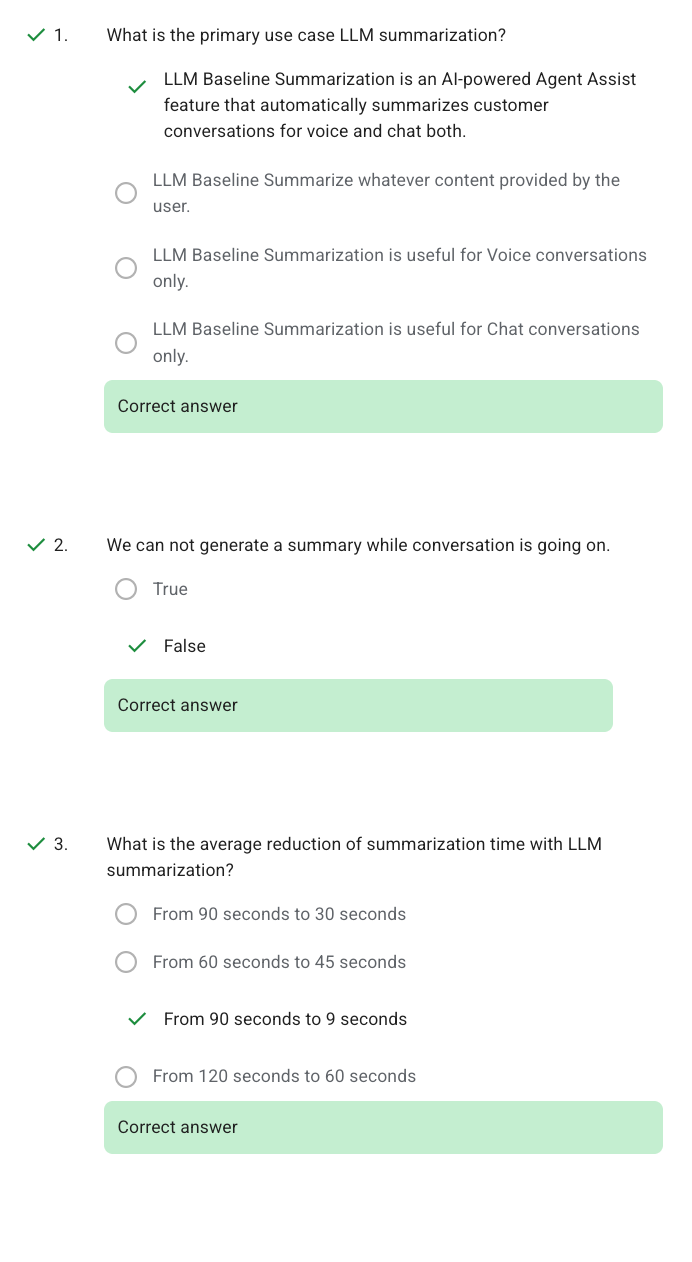 1. What is the primary use case LLM summarization?
LLM Baseline Summarization is an AI-powered Agent Assist
feature that automatically summarizes customer
conversations for voice and chat both.
LLM Baseline Summarize whatever content provided by the
user.
LLM Baseline Summarization is useful for Voice conversations
only.
LLM Baseline Summarization is useful for Chat conversations
only.
Correct answer
2. We can not generate a summary while conversation is going on.
True
False
Correct answer
3. What is the average reduction of summarization time with LLM
summarization?
From 90 seconds to 30 seconds
From 60 seconds to 45 seconds
From 90 seconds to 9 seconds
From 120 seconds to 60 seconds
Correct answer